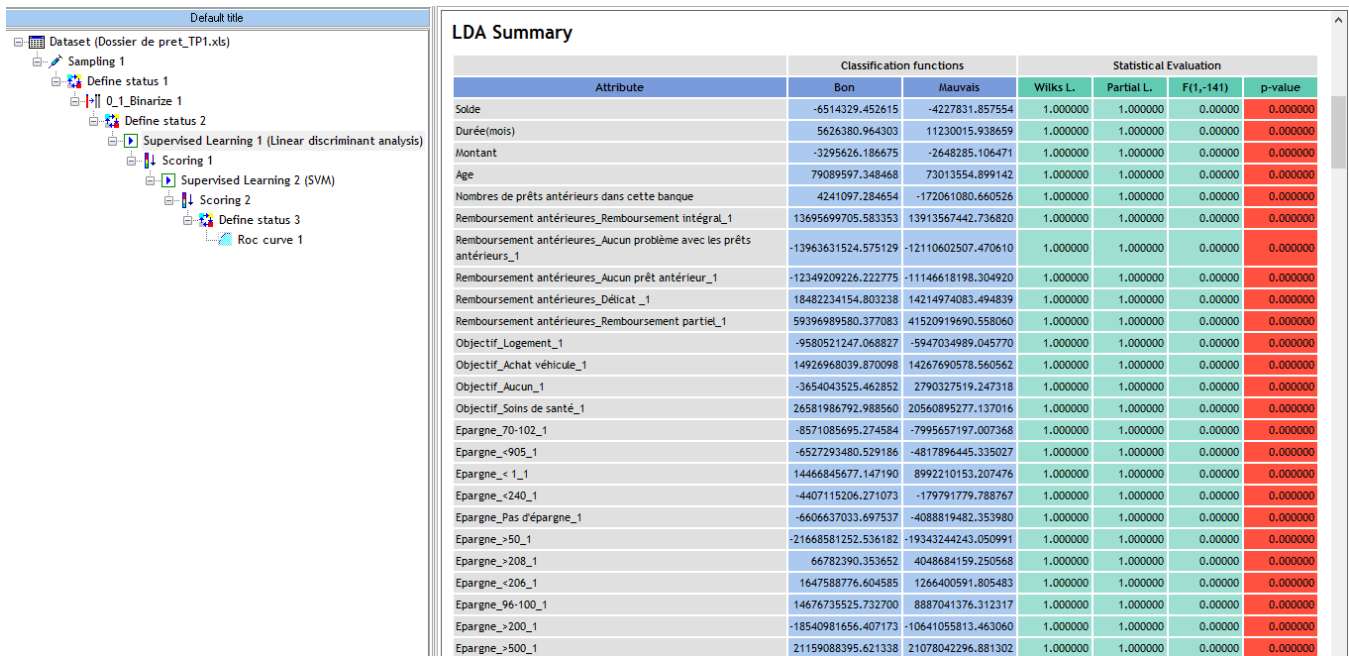 Default title
Dataset (Dossier de pret_TP1.xls)
Sampling 1
Define status 1
0_1_Binarize 1
Define status 2
Supervised Learning 1 (Linear discriminant analysis)
Scoring 1
Supervised Learning 2 (SVM)
Scoring 2
Define status 3
Roc curve 1
LDA Summary
Classification functions Statistical Evaluation
Attribute Bon Mauvais Wilks L. Partial L. F(1,-141) p-value
Solde -6514329.452615 -4227831.857554 1.000000 1.000000 0.00000 0.000000
Durée(mois) 5626380.964303 11230015.938659 1.000000 1.000000 0.00000 0.000000
Montant -3295626.186675 -2648285.106471 1.000000 1.000000 0.00000 0.000000
Age 79089597.348468 73013554.899142 1.000000 1.000000 0.00000 0.000000
Nombres de prêts antérieurs dans cette banque 4241097.284654 -172061080.660526 1.000000 1.000000 0.00000 0.000000
Remboursement antérieures_Remboursement intégral_1 13695699705.583353 13913567442.736820 1.000000 1.000000 0.00000 0.000000
Remboursement antérieures_Aucun problème avec les prêts
antérieurs_1 -13963631524.575129 -12110602507.470610 1.000000 1.000000 0.00000 0.000000
Remboursement antérieures_Aucun prêt antérieur_1 -12349209226.222775 -11146618198.304920 1.000000 1.000000 0.00000 0.000000
Remboursement antérieures_Délicat _1 18482234154.803238 14214974083.494839 1.000000 1.000000 0.00000 0.000000
Remboursement antérieures_Remboursement partiel_1 59396989580.377083 41520919690.558060 1.000000 1.000000 0.00000 0.000000
Objectif_Logement_1 -9580521247.068827 -5947034989.045770 1.000000 1.000000 0.00000 0.000000
Objectif_Achat véhicule_1 14926968039.870098 14267690578.560562 1.000000 1.000000 0.00000 0.000000
Objectif_Aucun_1 -3654043525.462852 2790327519.247318 1.000000 1.000000 0.00000 0.000000
Objectif_Soins de santé_1 26581986792.988560 20560895277.137016 1.000000 1.000000 0.00000 0.000000
Epargne_70-102_1 -8571085695.274584 -7995657197.007368 1.000000 1.000000 0.00000 0.000000
Epargne_<905_1 -6527293480.529186 -4817896445.335027 1.000000 1.000000 0.00000 0.000000
Epargne_< 1_1 14466845677.147190 8992210153.207476 1.000000 1.000000 0.00000 0.000000
Epargne_<240_1 -4407115206.271073 -179791779.788767 1.000000 1.000000 0.00000 0.000000
Epargne_Pas d'épargne_1 -6606637033.697537 -4088819482.353980 1.000000 1.000000 0.00000 0.000000
Epargne_>50_1 -21668581252.536182 -19343244243.050991 1.000000 1.000000 0.00000 0.000000
Epargne_>208_1 66782390.353652 4048684159.250568 1.000000 1.000000 0.00000 0.000000
Epargne_<206_1 1647588776.604585 1266400591.805483 1.000000 1.000000 0.00000 0.000000
Epargne_96-100_1 14676735525.732700 8887041376.312317 1.000000 1.000000 0.00000 0.000000
Epargne_>200_1 -18540981656.407173 -10641055813.463060 1.000000 1.000000 0.00000 0.000000
Epargne_>500_1 21159088395.621338 21078042296.881302 1.000000 1.000000 0.00000 0.000000